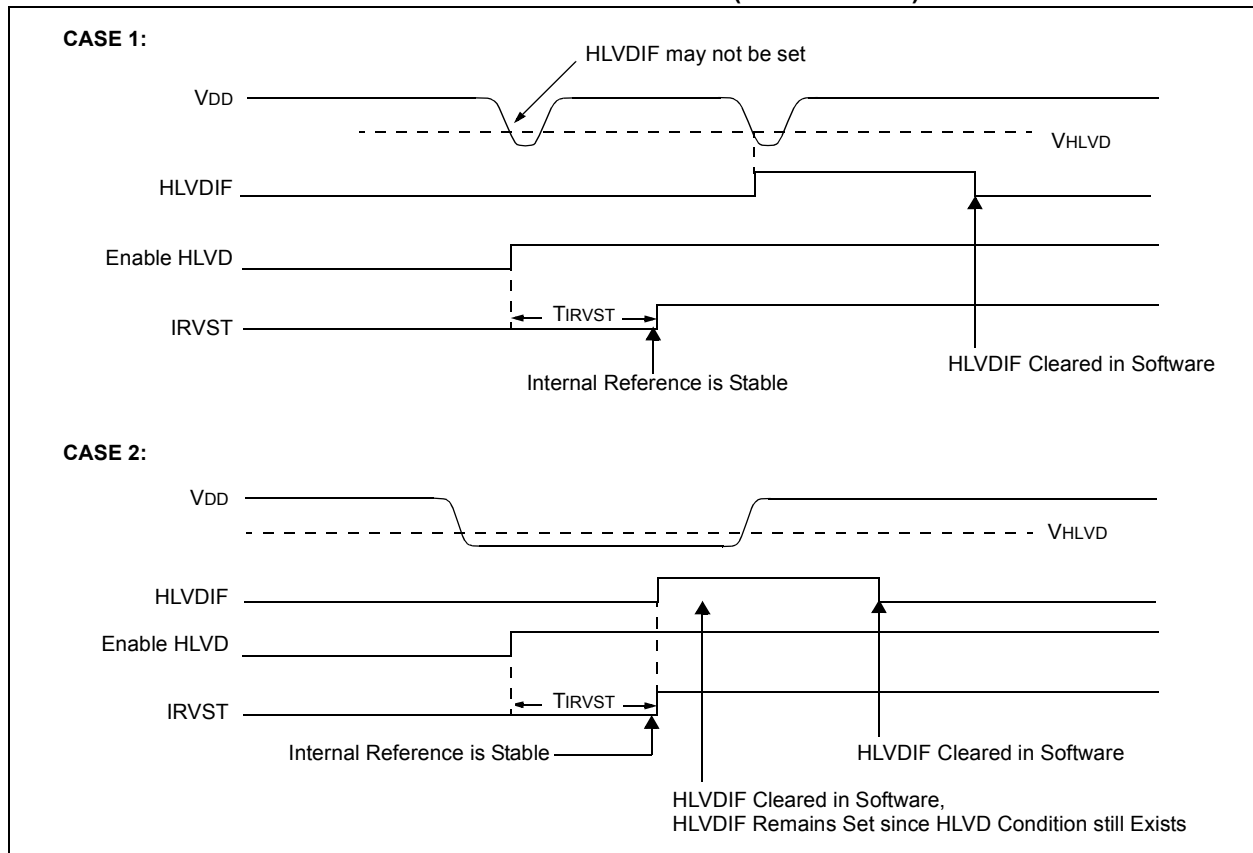 CASE 1:
HLVDIF may not be set
VDD
VHLVD
HLVDIF
Enable HLVD
TIRVST
IRVST
HLVDIF Cleared in Software
Internal Reference is Stable
CASE 2:
VDD
VHLVD
HLVDIF
Enable HLVD
TIRVST
IRVST
Internal Reference is Stable
HLVDIF Cleared in Software
HLVDIF Cleared in Software,
HLVDIF Remains Set since HLVD Condition still Exists